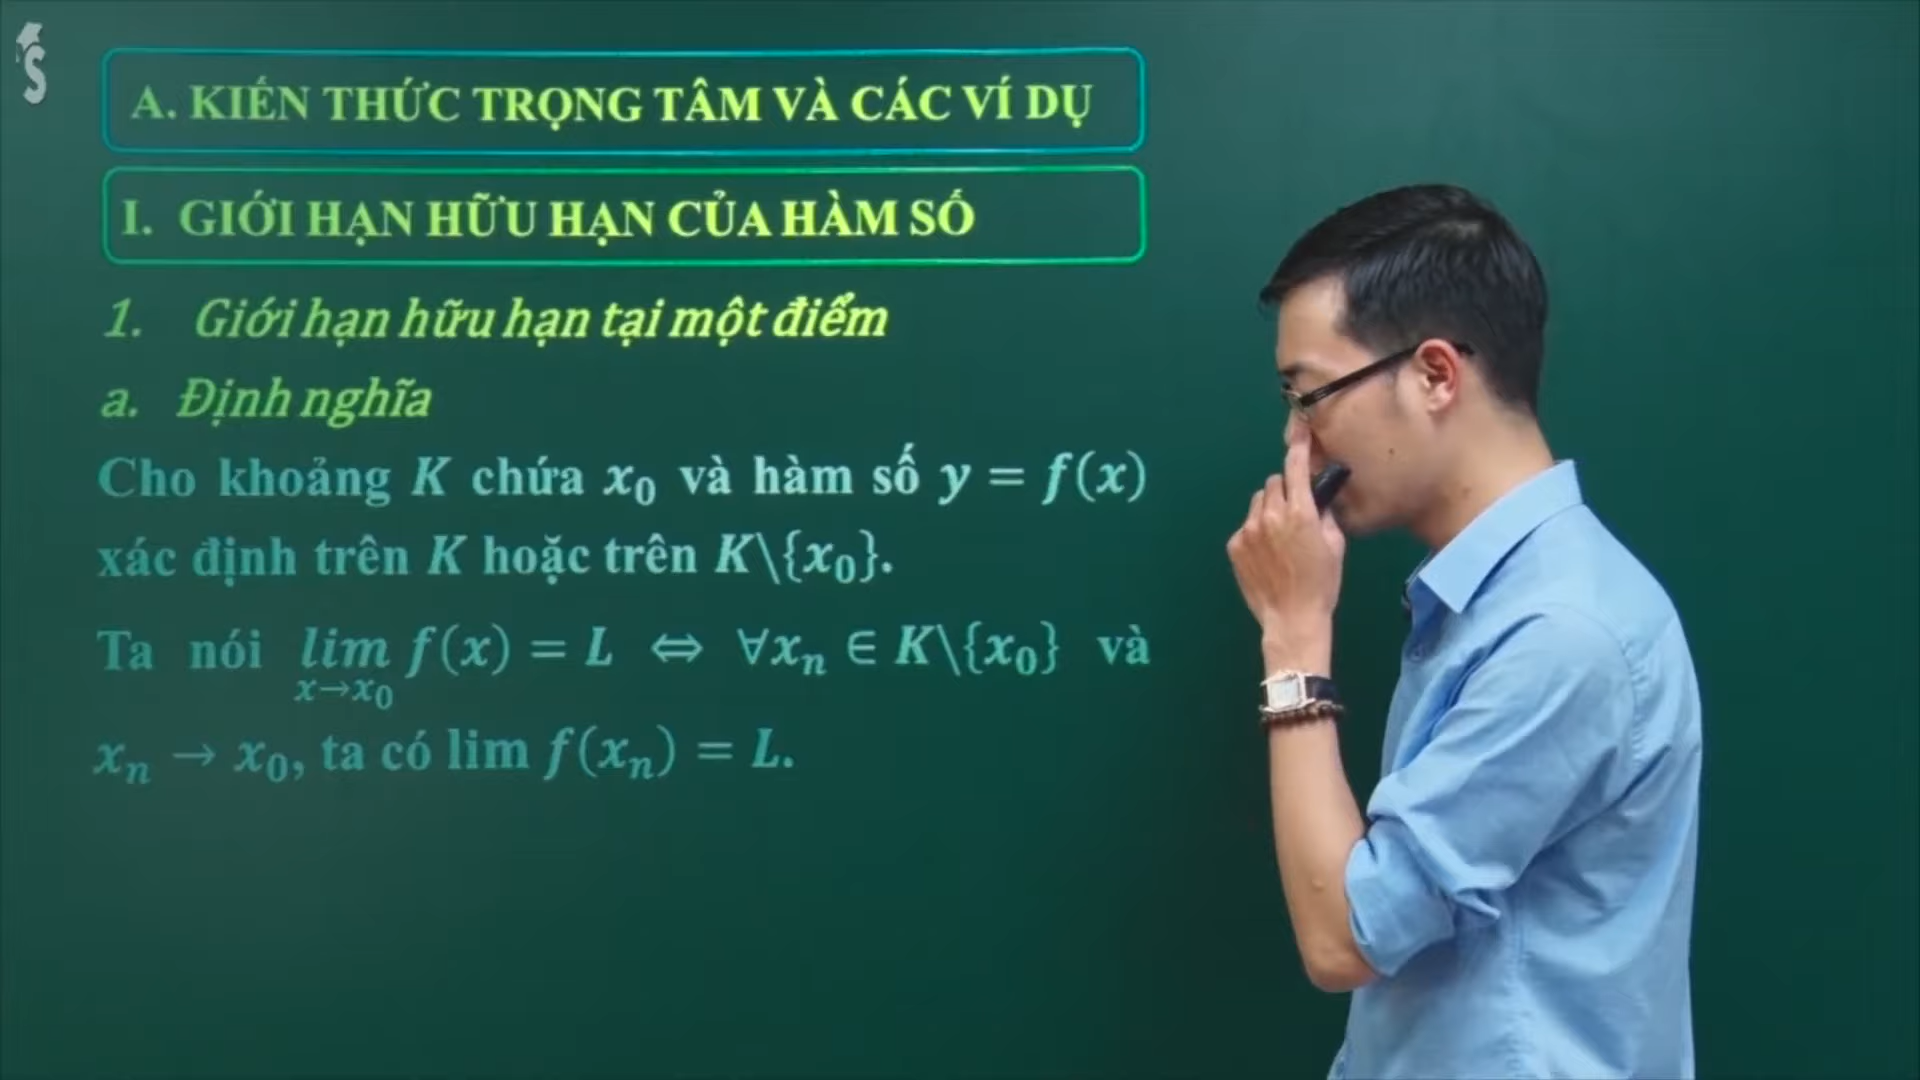 S
A. KIẾN THỨC TRỌNG TÂM VÀ CÁC VÍ DỤ
I. GIỚI HẠN HỮU HẠN CỦA HÀM SỐ
1. Giới hạn hữu hạn tại một điểm
a. Định nghĩa
Cho khoảng K chứa x₀ và hàm số y = f(x)
xác định trên K hoặc trên K\{x₀}.
Ta nói lim f(x) = L ⇔ ∀xₙ ∈ K\{x₀} và
x→x₀
xₙ → x₀, ta có lim f(xₙ) = L.